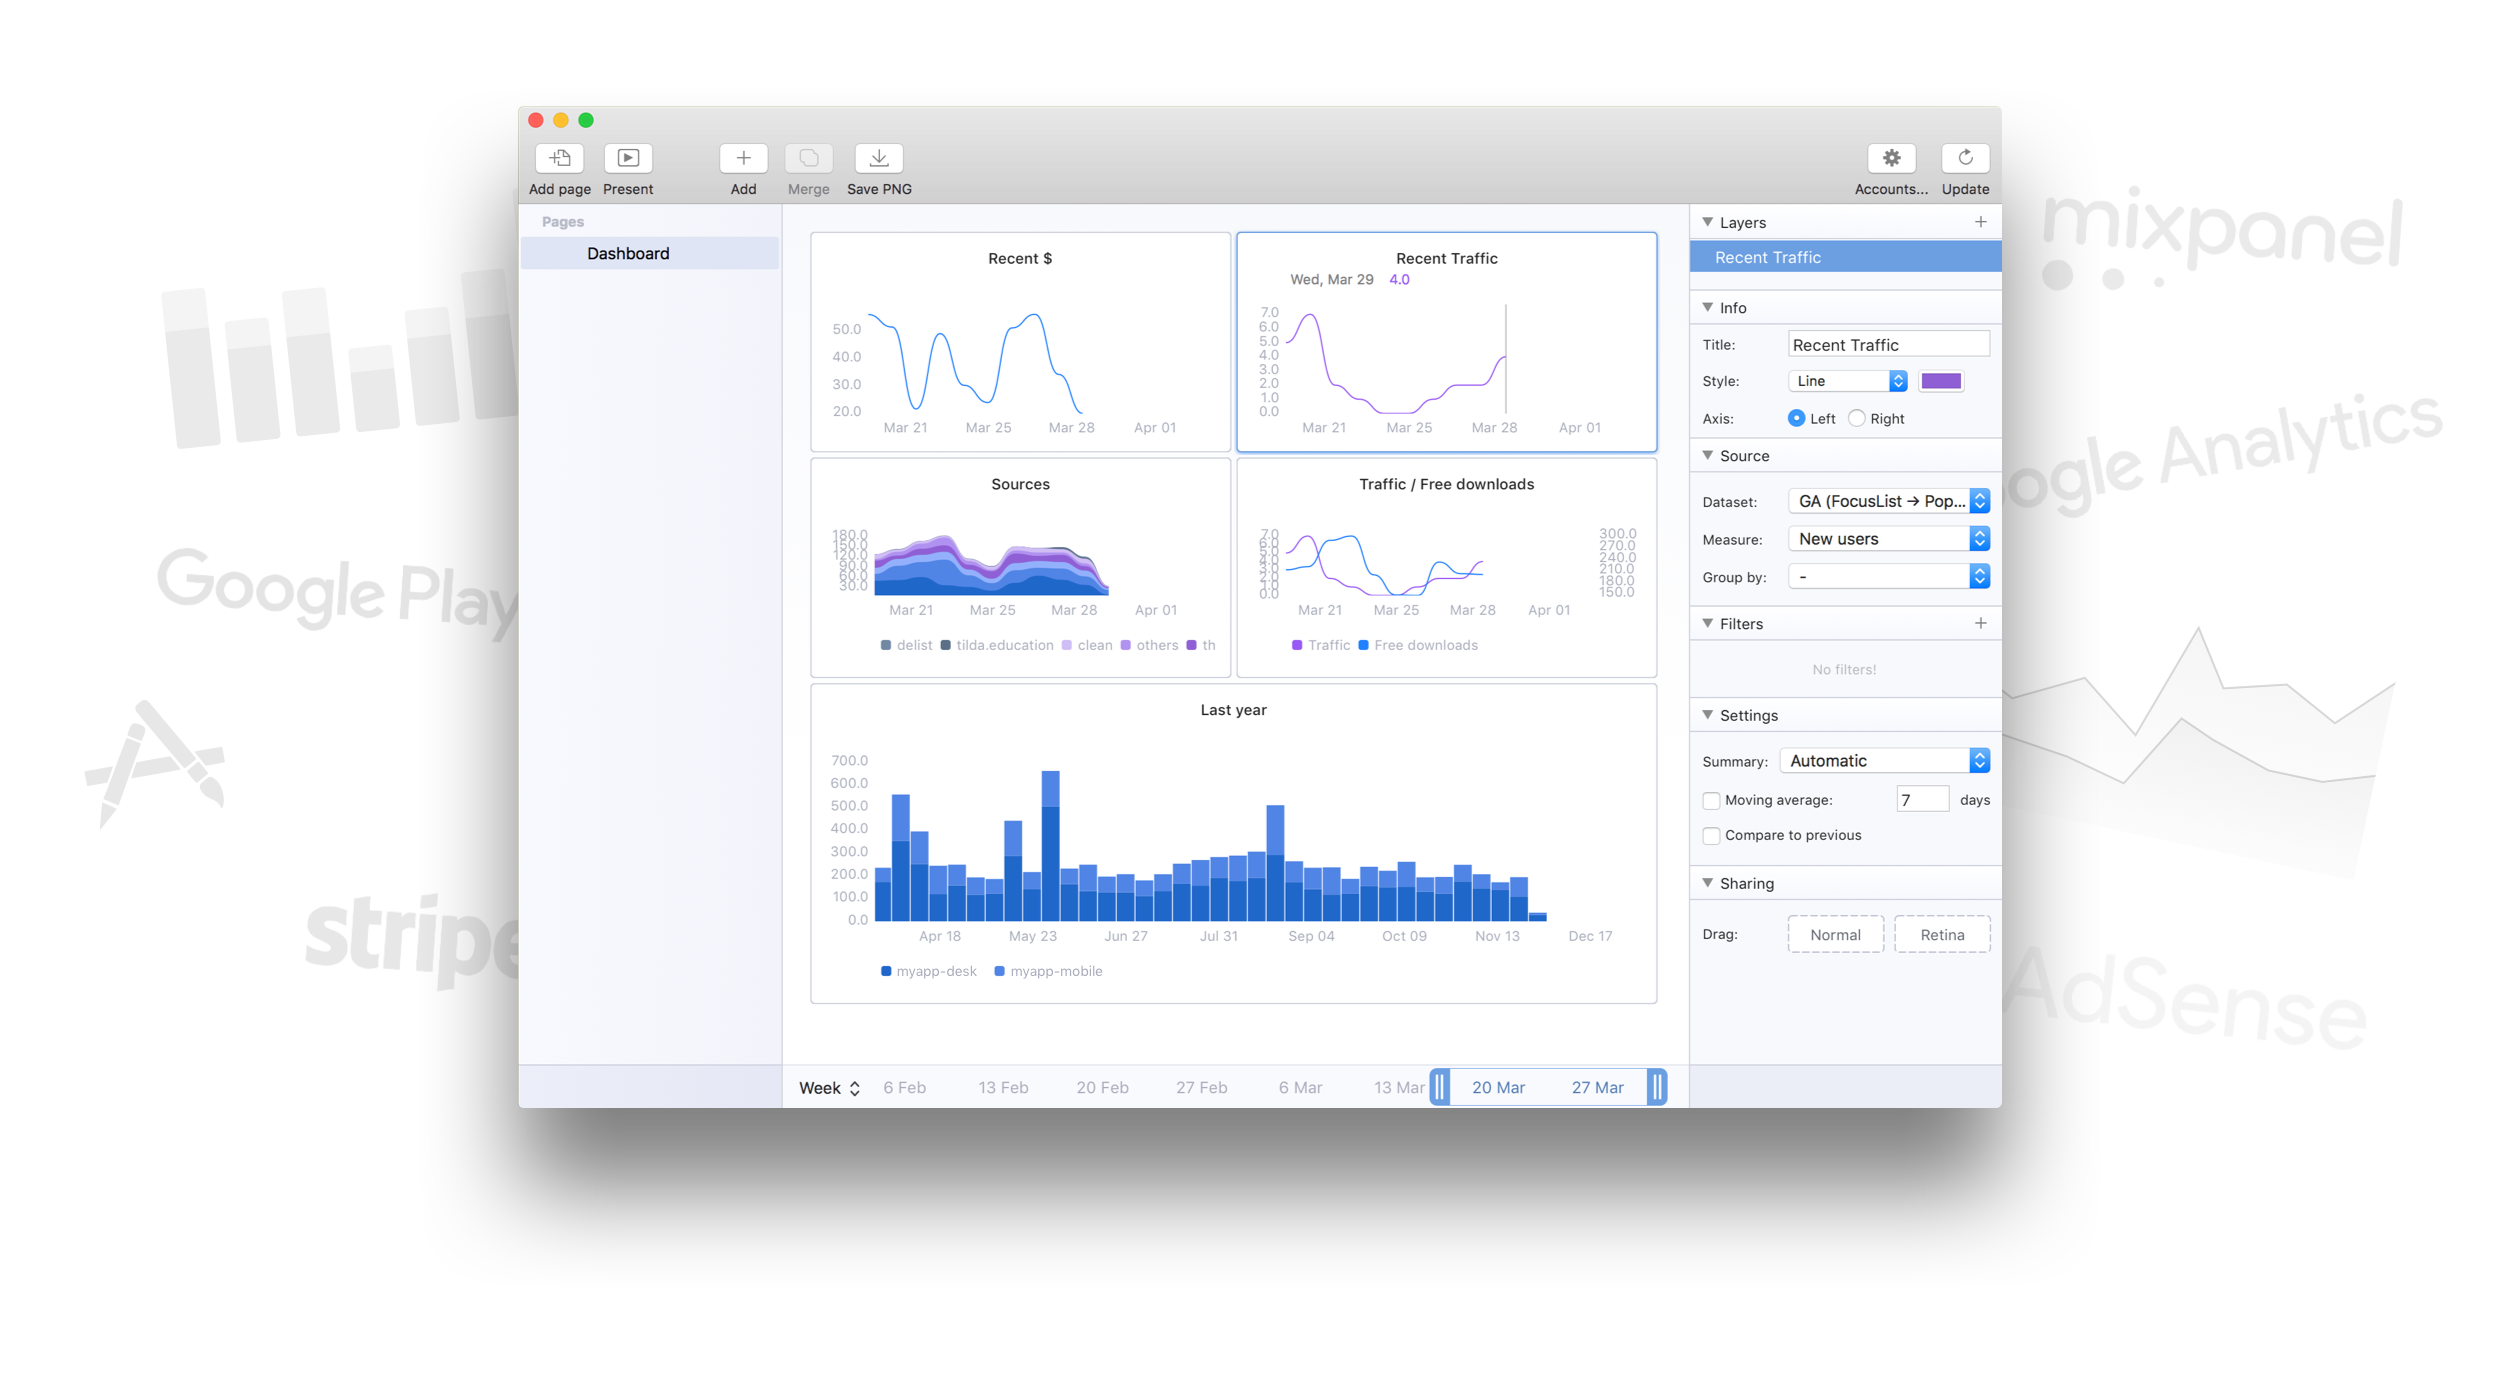 Add page
Present
Add
Merge
Save PNG
Accounts...
Update
Pages
Dashboard
Recent $
50.0
40.0
30.0
20.0
Mar 21 Mar 25 Mar 28 Apr 01
Recent Traffic
Wed, Mar 29 4.0
7.0
6.0
5.0
4.0
3.0
2.0
1.0
0.0
Mar 21 Mar 25 Mar 28 Apr 01
Sources
180.0
150.0
120.0
90.0
60.0
30.0
Mar 21 Mar 25 Mar 28 Apr 01
delist tilda.education clean others th
Traffic / Free downloads
7.0
6.0
5.0
4.0
3.0
2.0
1.0
0.0
300.0
270.0
240.0
210.0
180.0
150.0
Mar 21 Mar 25 Mar 28 Apr 01
Traffic Free downloads
Last year
700.0
600.0
500.0
400.0
300.0
200.0
100.0
0.0
Apr 18 May 23 Jun 27 Jul 31 Sep 04 Oct 09 Nov 13 Dec 17
myapp-desk myapp-mobile
Week 6 Feb 13 Feb 20 Feb 27 Feb 6 Mar 13 Mar 20 Mar 27 Mar
Layers +
Recent Traffic
Info
Title: Recent Traffic
Style: Line
Axis: Left Right
Source
Dataset: GA (FocusList → Pop...
Measure: New users
Group by: -
Filters +
No filters!
Settings
Summary: Automatic
Moving average: 7 days
Compare to previous
Sharing
Drag: Normal Retina
Google Play
stripe
mixpanel
ogle Analytics
AdSense